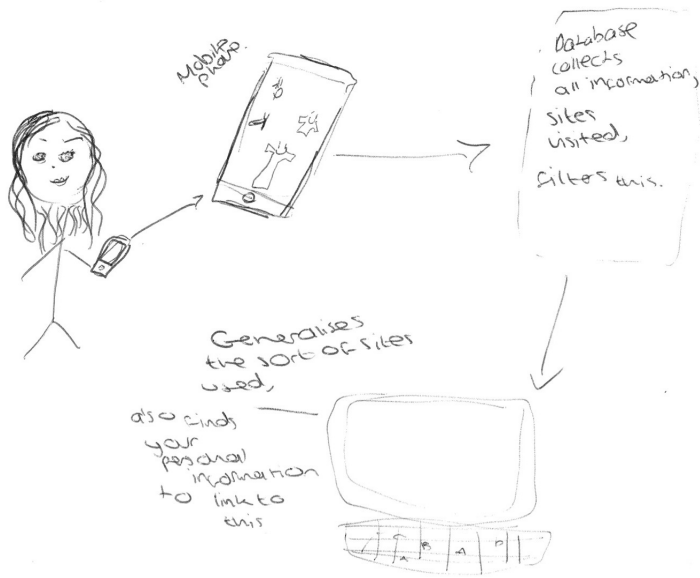 Mobile
phone.
Database
collects
all information,
sites
visited,
filters this.
Generalises
the sort of sites
used,
also finds
your
personal
information
to link to
this